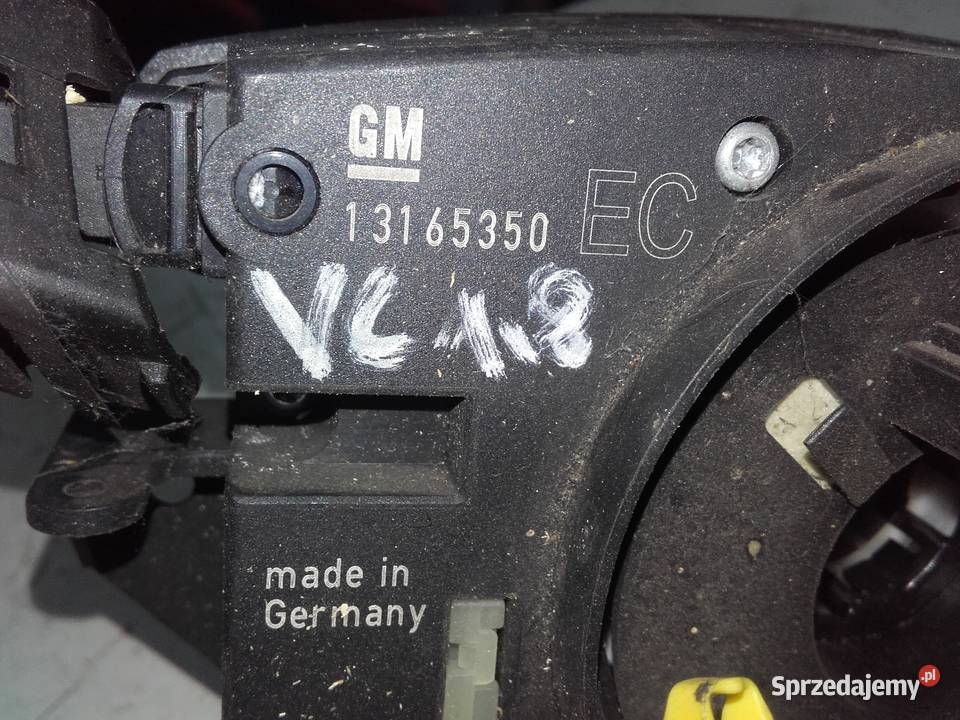 GM
13165350 EC
VC 1.8
made in
Germany
Sprzedajemy.pl